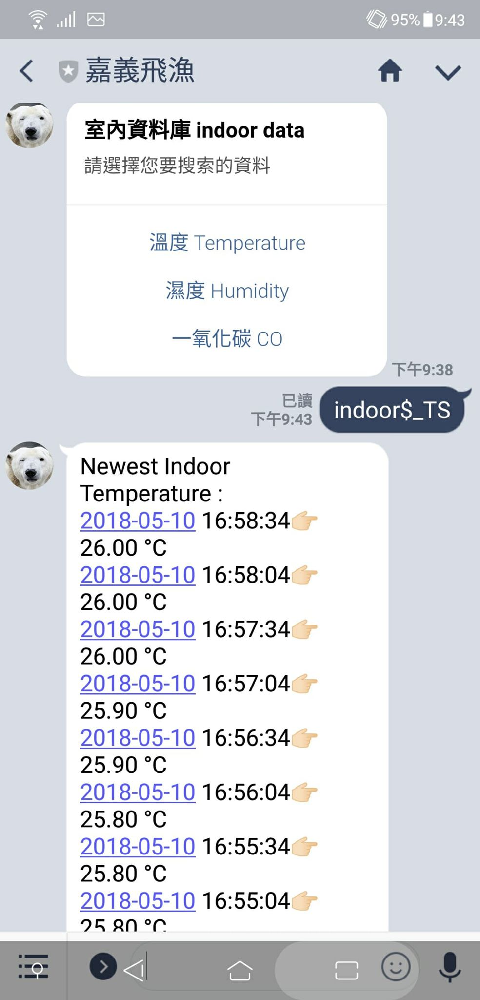 95% 9:43
嘉義飛漁
室內資料庫 indoor data
請選擇您要搜索的資料
溫度 Temperature
濕度 Humidity
一氧化碳 CO
下午9:38
已讀
下午9:43
indoor$_TS
Newest Indoor
Temperature :
2018-05-10 16:58:34👉🏻
26.00 °C
2018-05-10 16:58:04👉🏻
26.00 °C
2018-05-10 16:57:34👉🏻
26.00 °C
2018-05-10 16:57:04👉🏻
25.90 °C
2018-05-10 16:56:34👉🏻
25.90 °C
2018-05-10 16:56:04👉🏻
25.80 °C
2018-05-10 16:55:34👉🏻
25.80 °C
2018-05-10 16:55:04👉🏻
25.80 °C